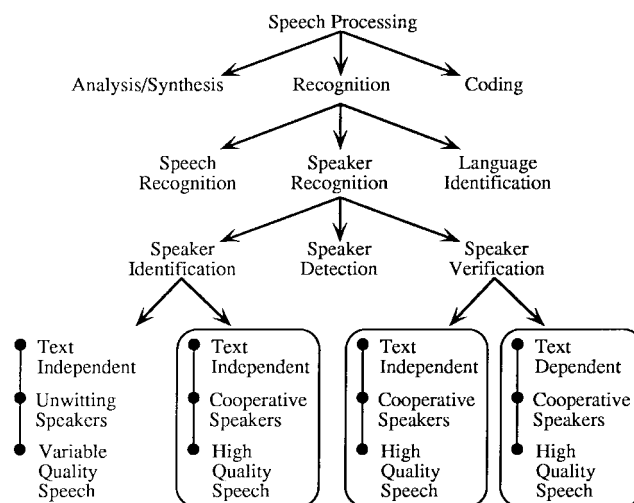 Speech Processing
Analysis/Synthesis
Recognition
Coding
Speech
Recognition
Speaker
Recognition
Language
Identification
Speaker
Identification
Speaker
Detection
Speaker
Verification
Text
Independent
Unwitting
Speakers
Variable
Quality
Speech
Text
Independent
Cooperative
Speakers
High
Quality
Speech
Text
Independent
Cooperative
Speakers
High
Quality
Speech
Text
Dependent
Cooperative
Speakers
High
Quality
Speech